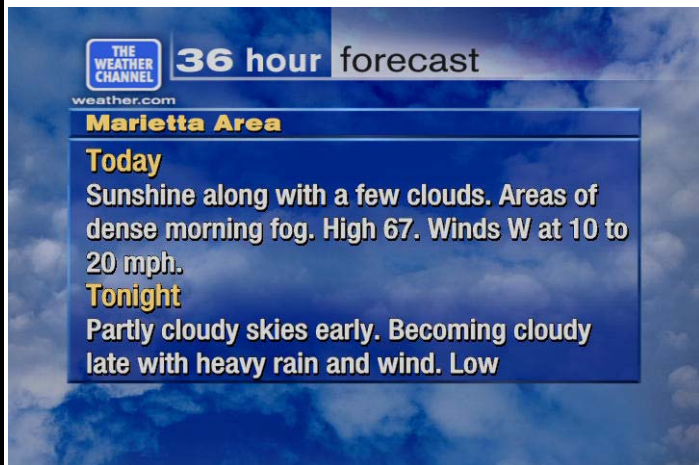 THE
WEATHER
CHANNEL
36 hour forecast
weather.com
Marietta Area
Today
Sunshine along with a few clouds. Areas of
dense morning fog. High 67. Winds W at 10 to
20 mph.
Tonight
Partly cloudy skies early. Becoming cloudy
late with heavy rain and wind. Low